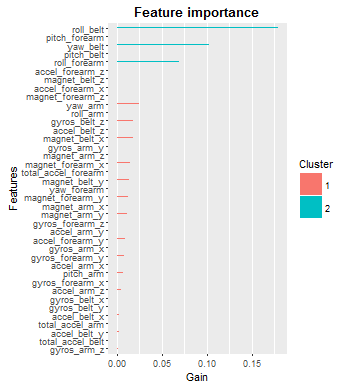 Feature importance
roll_belt
pitch_forearm
yaw_belt
pitch_belt
roll_forearm
accel_forearm_z
magnet_belt_z
accel_forearm_x
magnet_forearm_z
yaw_arm
roll_arm
gyros_belt_z
accel_belt_z
magnet_belt_x
gyros_arm_y
magnet_arm_z
magnet_forearm_x
total_accel_forearm
magnet_belt_y
yaw_forearm
magnet_forearm_y
magnet_arm_x
magnet_arm_y
gyros_forearm_z
accel_arm_y
accel_forearm_y
gyros_arm_x
gyros_forearm_y
accel_arm_x
pitch_arm
gyros_forearm_x
accel_arm_z
gyros_belt_x
gyros_belt_y
accel_belt_x
total_accel_arm
accel_belt_y
total_accel_belt
gyros_arm_z
Features
0.00 0.05 0.10 0.15
Gain
Cluster
1
2